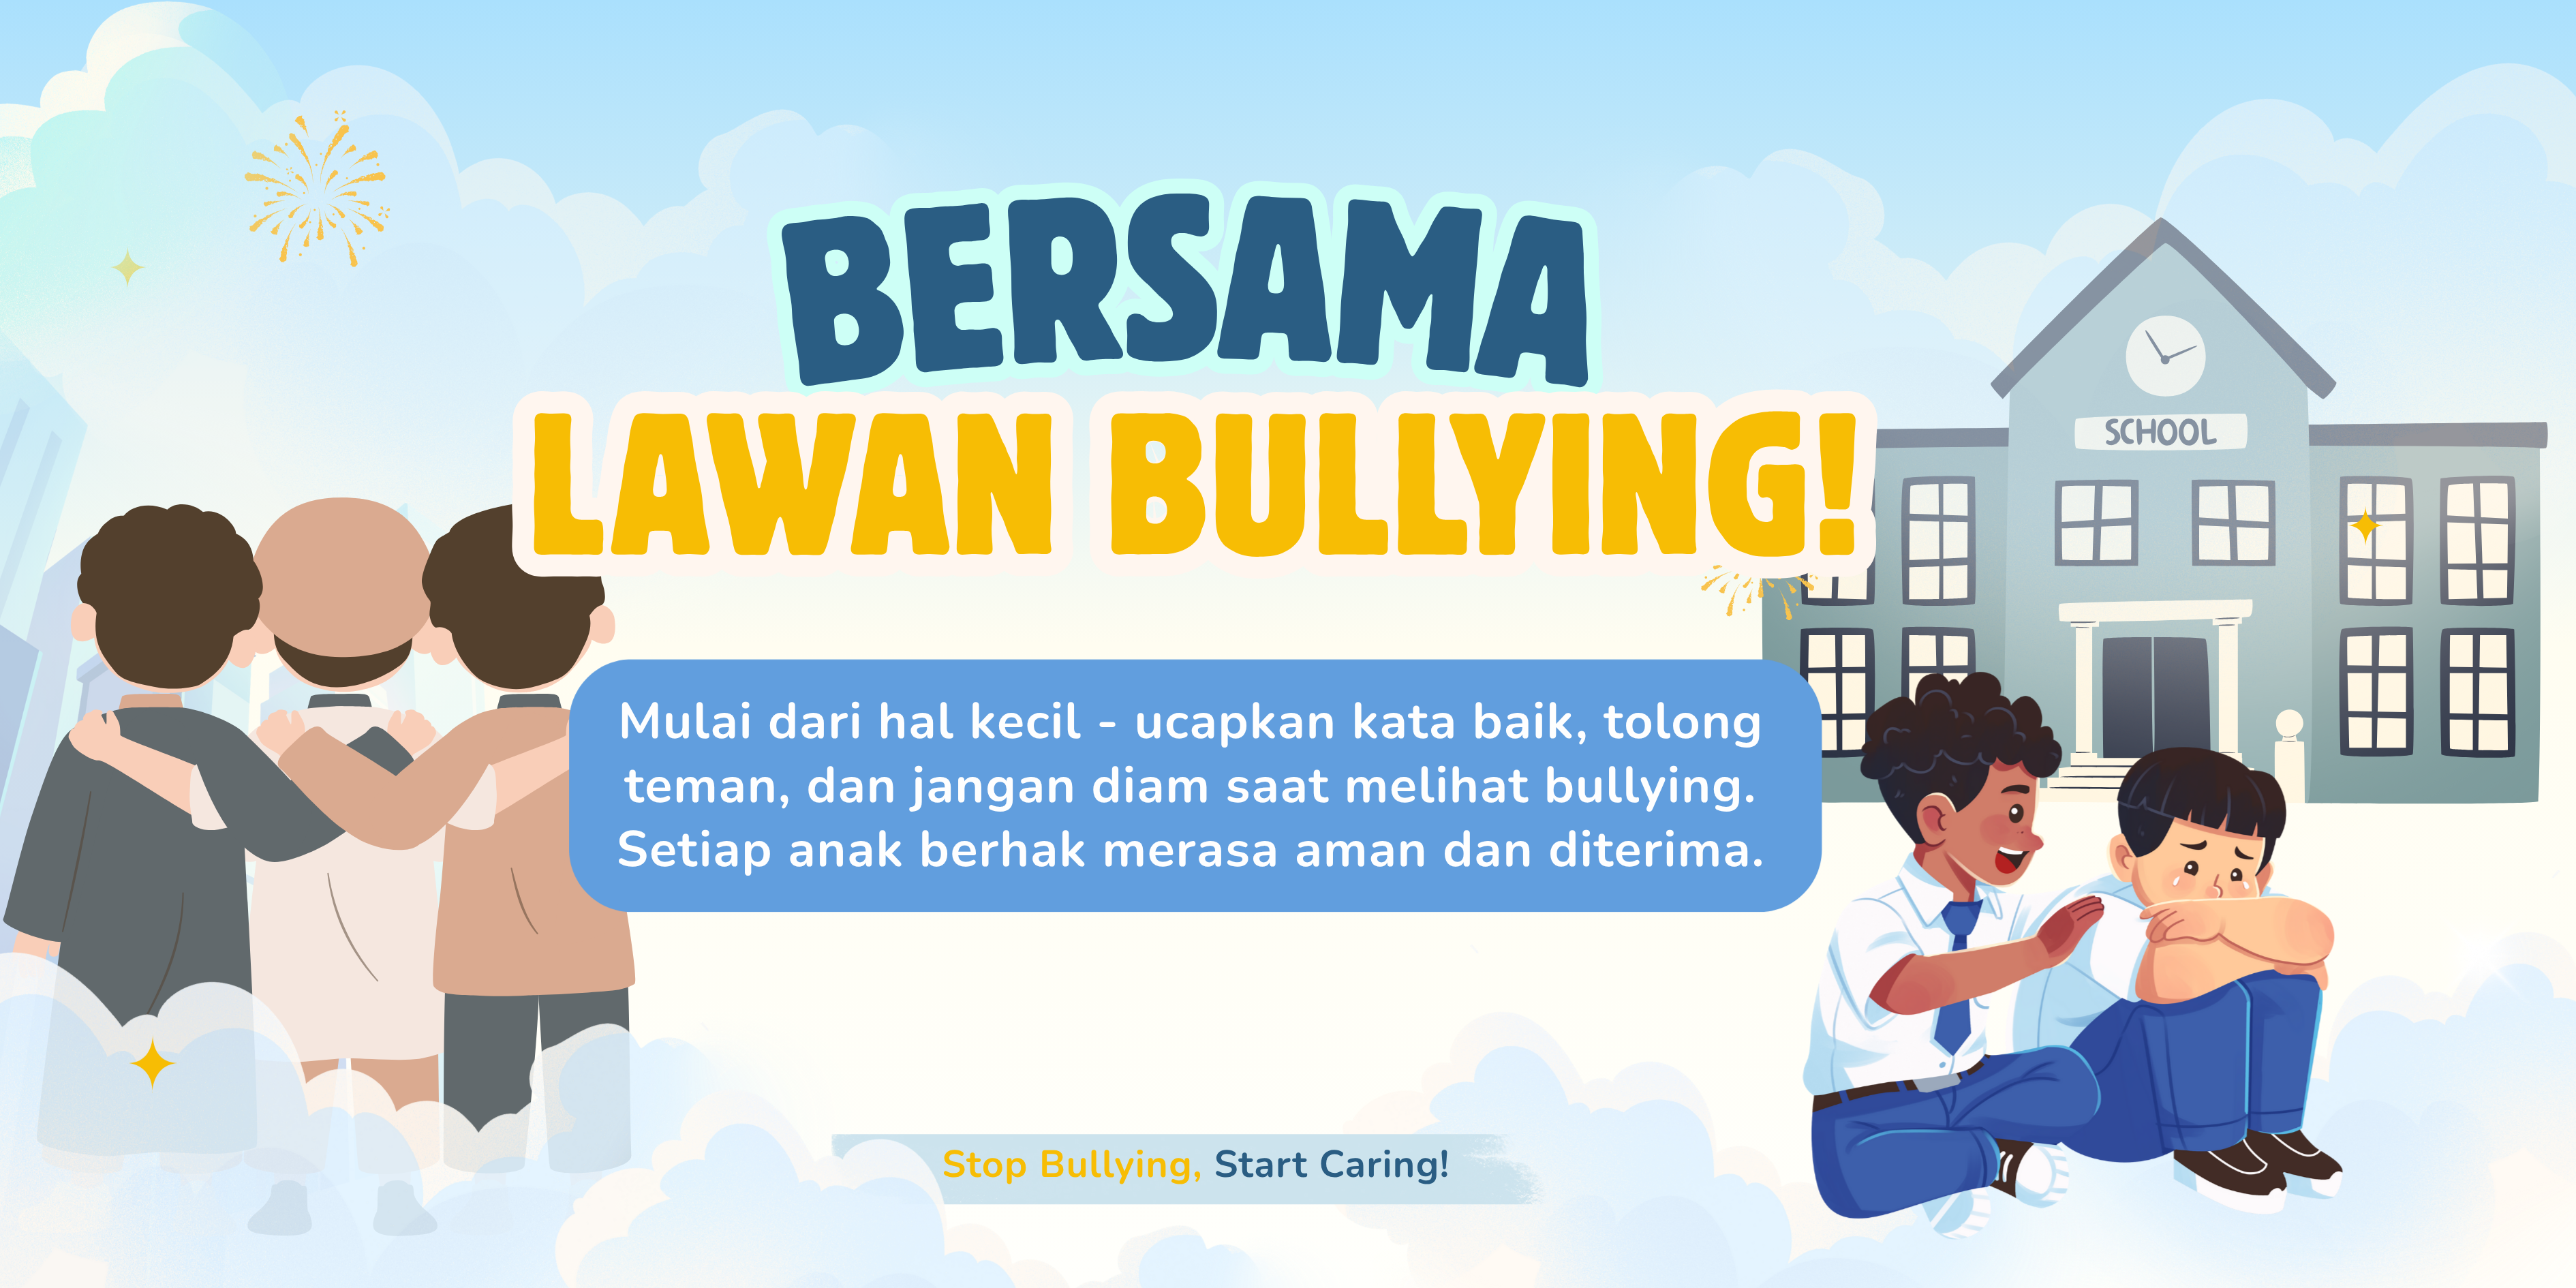 BERSAMA
LAWAN BULLYING!
SCHOOL
Mulai dari hal kecil - ucapkan kata baik, tolong
teman, dan jangan diam saat melihat bullying.
Setiap anak berhak merasa aman dan diterima.
Stop Bullying, Start Caring!